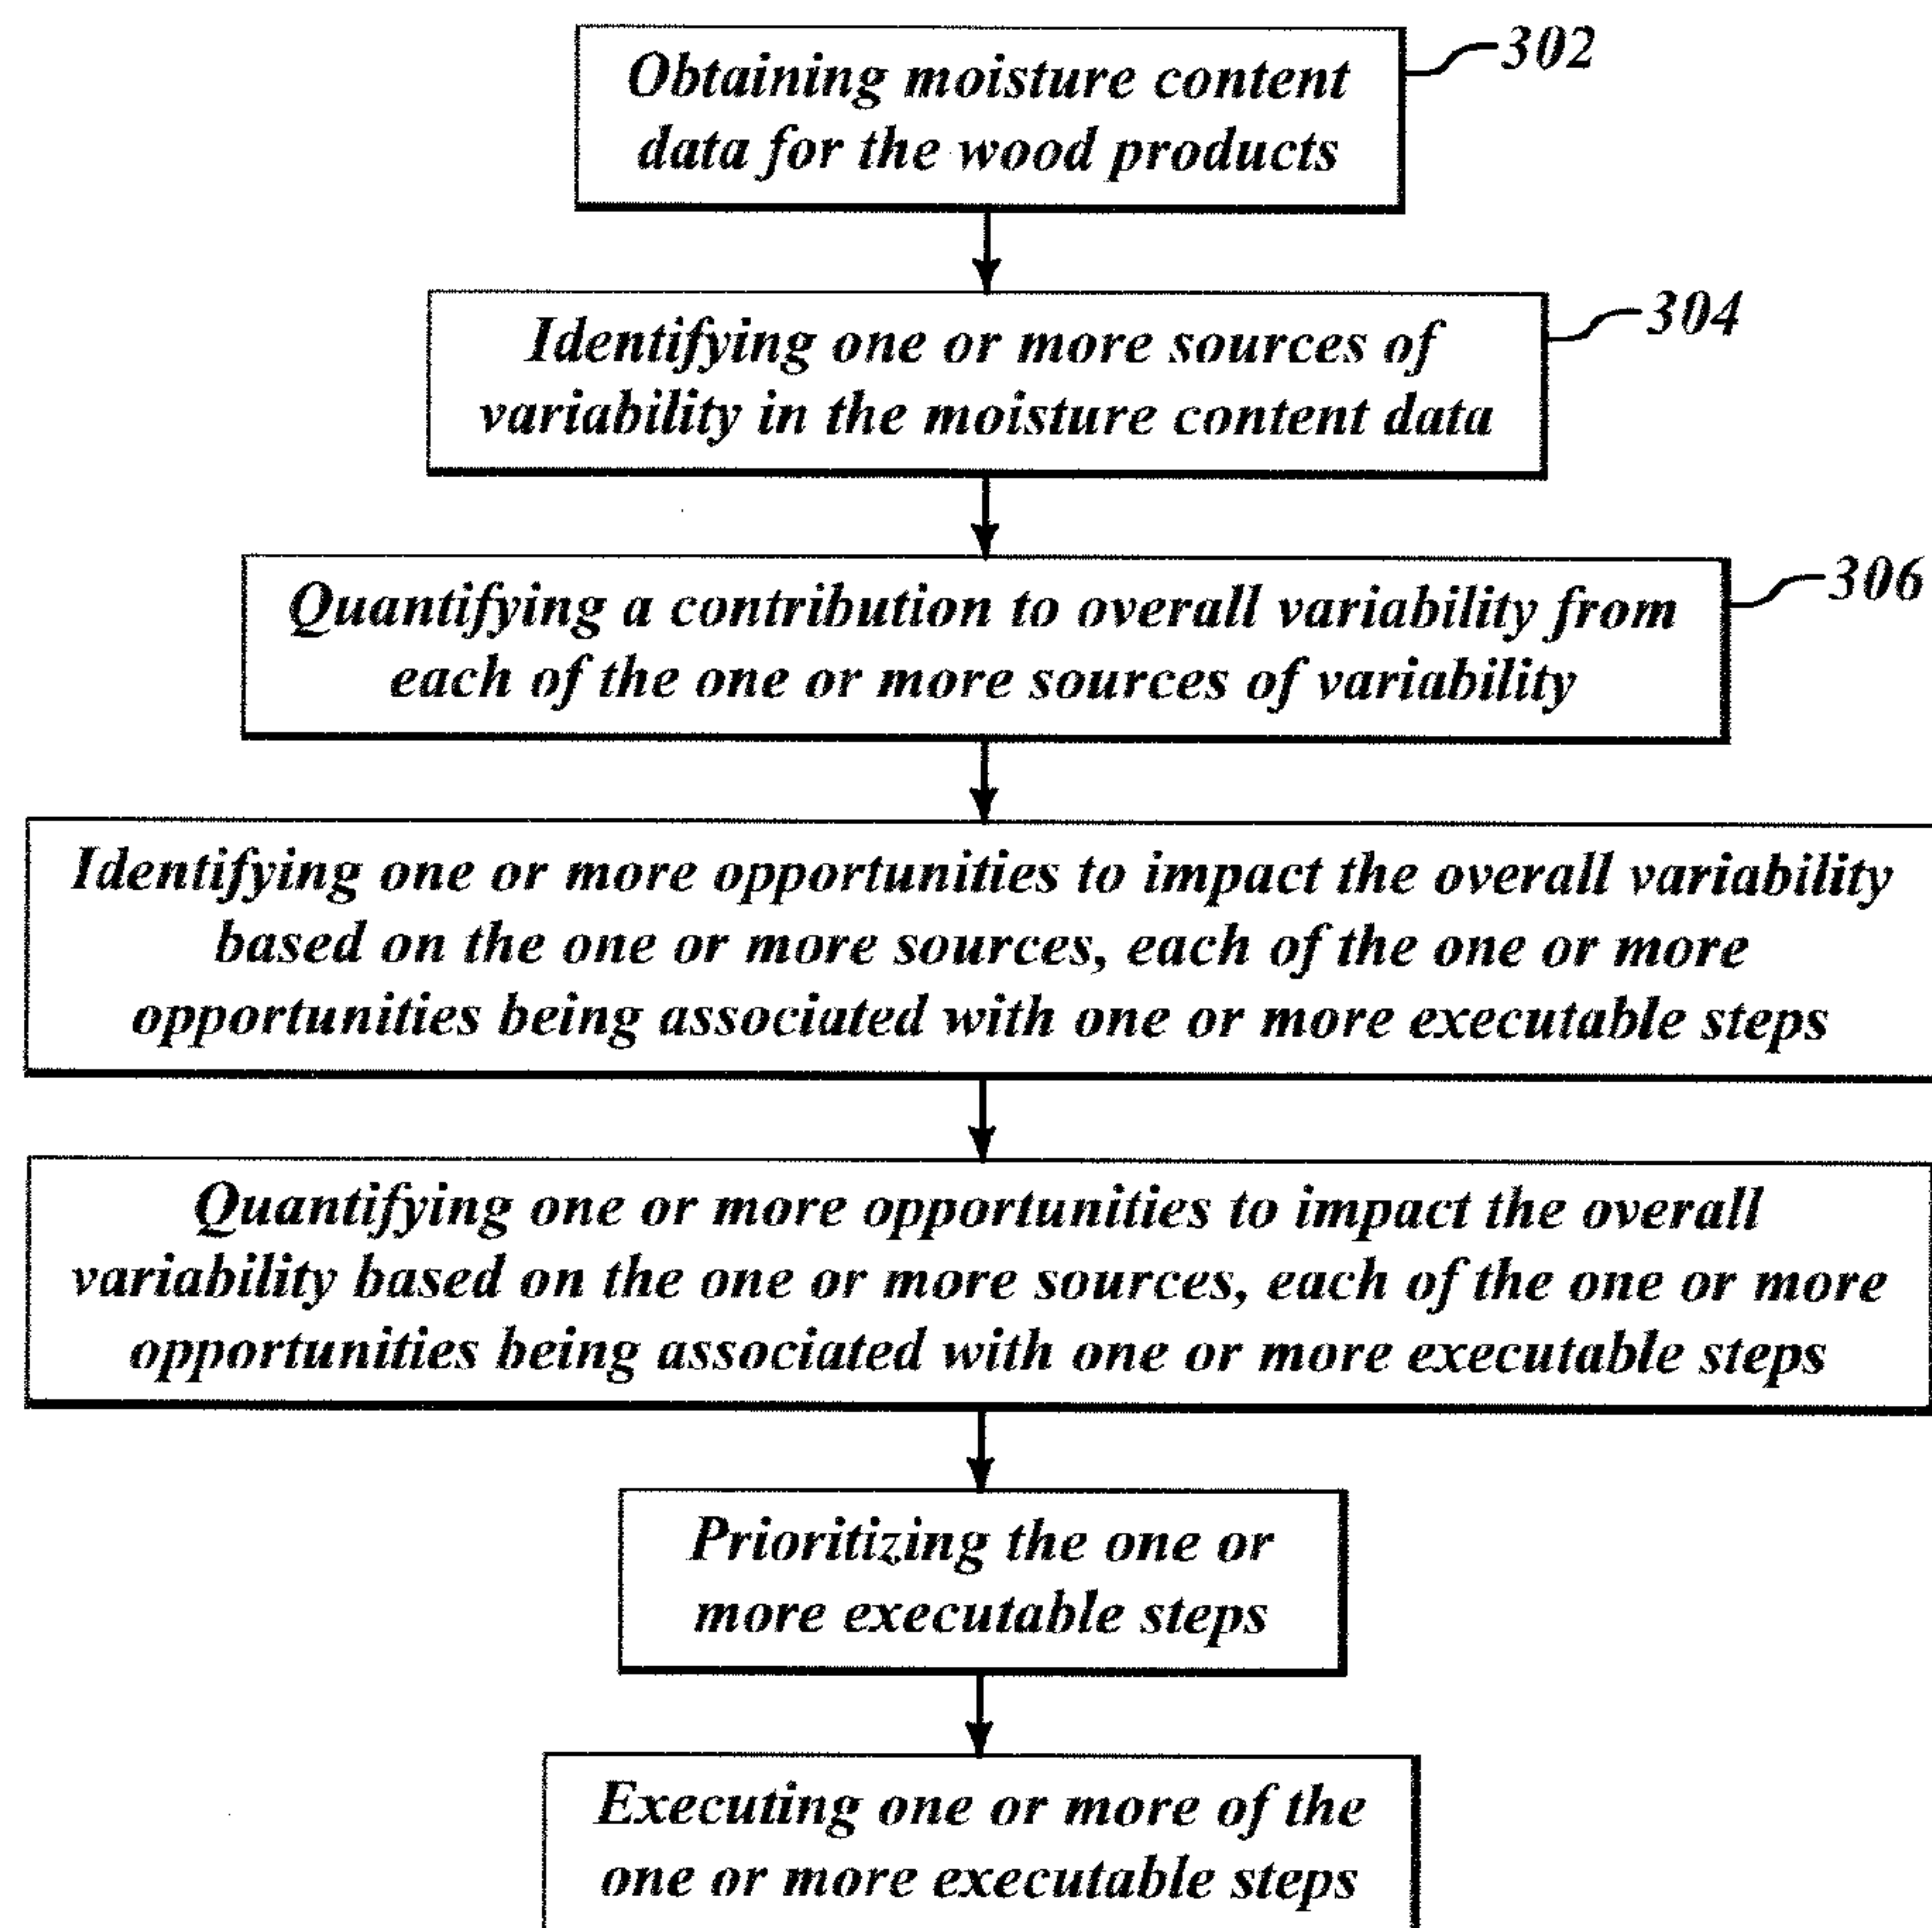 Obtaining moisture content
data for the wood products
302
Identifying one or more sources of
variability in the moisture content data
304
Quantifying a contribution to overall variability from
each of the one or more sources of variability
306
Identifying one or more opportunities to impact the overall variability
based on the one or more sources, each of the one or more
opportunities being associated with one or more executable steps
Quantifying one or more opportunities to impact the overall
variability based on the one or more sources, each of the one or more
opportunities being associated with one or more executable steps
Prioritizing the one or
more executable steps
Executing one or more of the
one or more executable steps